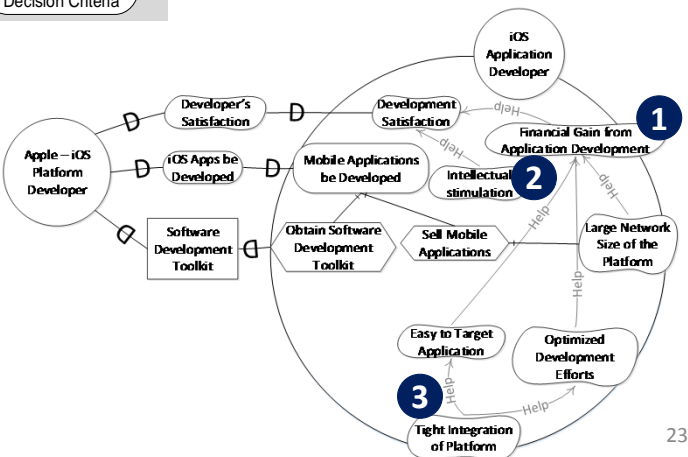 Decision Criteria
iOS
Application
Developer
1
Developer's
Satisfaction
D
D
Development
Satisfaction
Help
Financial Gain from
Application Development
Help
Apple – iOS
Platform
Developer
D
iOS Apps be
Developed
D
Mobile Applications
be Developed
2
Intellectual
stimulation
Help
Help
D
Software
Development
Toolkit
D
Obtain Software
Development
Toolkit
Sell Mobile
Applications
Large Network
Size of the
Platform
Help
Easy to Target
Application
Optimized
Development
Efforts
3
Help
Help
Tight Integration
of Platform
23